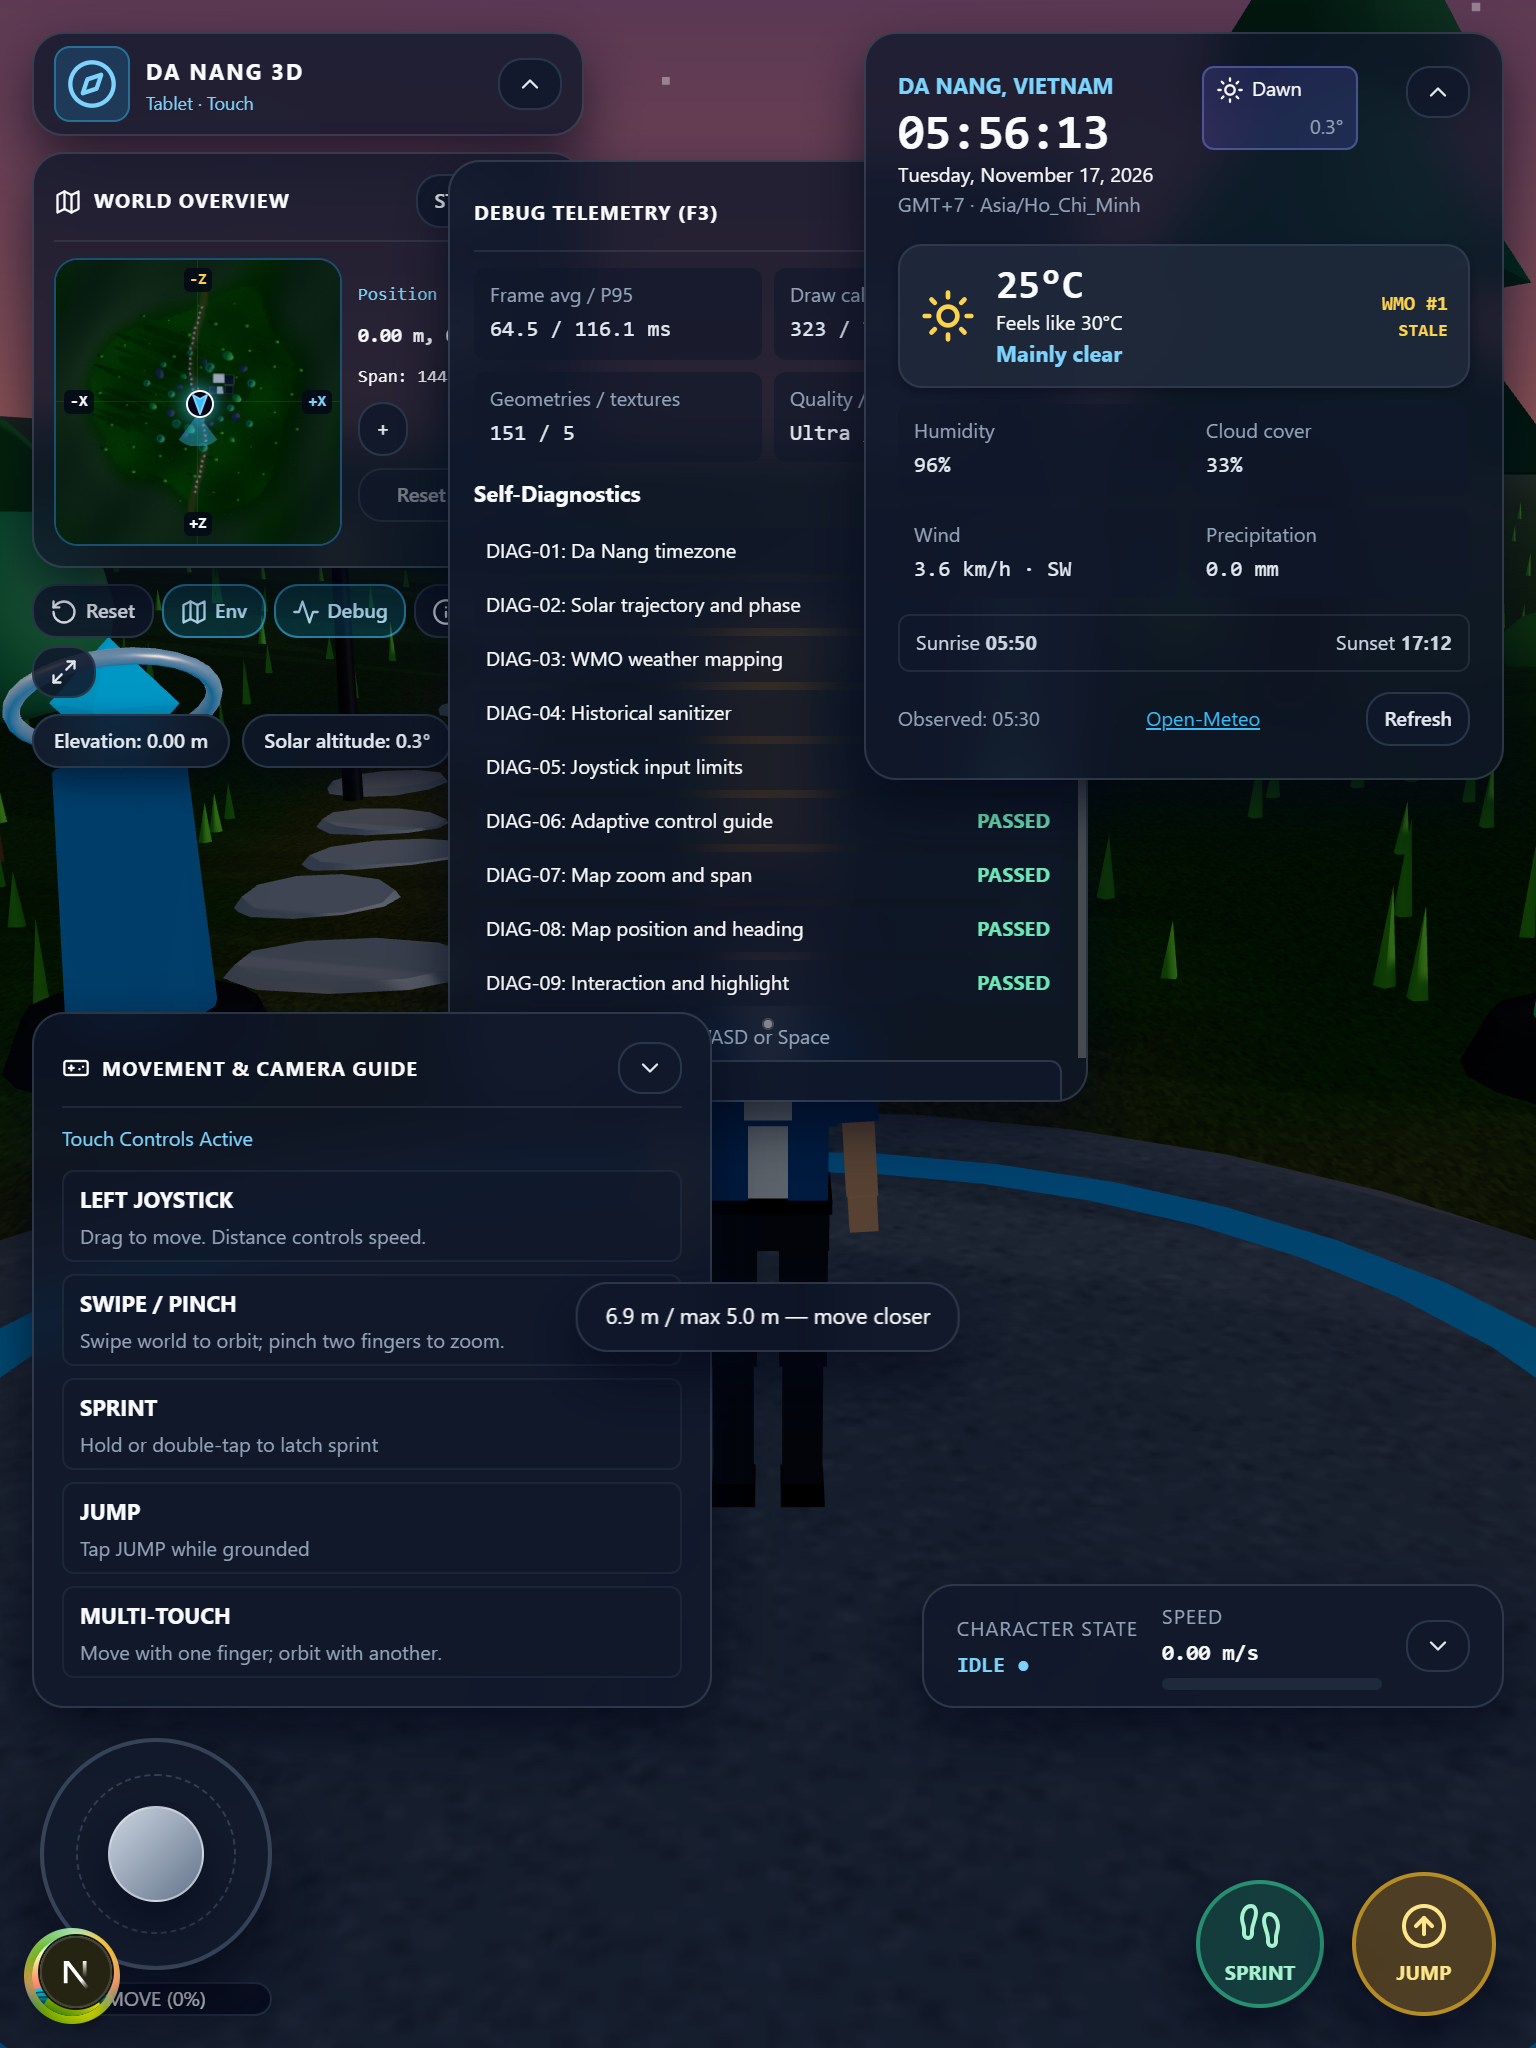 DA NANG 3D
Tablet · Touch
WORLD OVERVIEW
-Z
-X
+X
+Z
Position
0.00 m,
Span: 144
+
Reset
Reset
Env
Debug
Elevation: 0.00 m
Solar altitude: 0.3°
DEBUG TELEMETRY (F3)
Frame avg / P95
64.5 / 116.1 ms
Draw cal
323 /
Geometries / textures
151 / 5
Quality /
Ultra
Self-Diagnostics
DIAG-01: Da Nang timezone
DIAG-02: Solar trajectory and phase
DIAG-03: WMO weather mapping
DIAG-04: Historical sanitizer
DIAG-05: Joystick input limits
DIAG-06: Adaptive control guide PASSED
DIAG-07: Map zoom and span PASSED
DIAG-08: Map position and heading PASSED
DIAG-09: Interaction and highlight PASSED
ASD or Space
DA NANG, VIETNAM
05:56:13
Tuesday, November 17, 2026
GMT+7 · Asia/Ho_Chi_Minh
Dawn
0.3°
25°C
Feels like 30°C
Mainly clear
WMO #1
STALE
Humidity
96%
Cloud cover
33%
Wind
3.6 km/h · SW
Precipitation
0.0 mm
Sunrise 05:50
Sunset 17:12
Observed: 05:30
Open-Meteo
Refresh
MOVEMENT & CAMERA GUIDE
Touch Controls Active
LEFT JOYSTICK
Drag to move. Distance controls speed.
SWIPE / PINCH
Swipe world to orbit; pinch two fingers to zoom.
SPRINT
Hold or double-tap to latch sprint
JUMP
Tap JUMP while grounded
MULTI-TOUCH
Move with one finger; orbit with another.
6.9 m / max 5.0 m — move closer
CHARACTER STATE
IDLE ●
SPEED
0.00 m/s
N
MOVE (0%)
SPRINT
JUMP